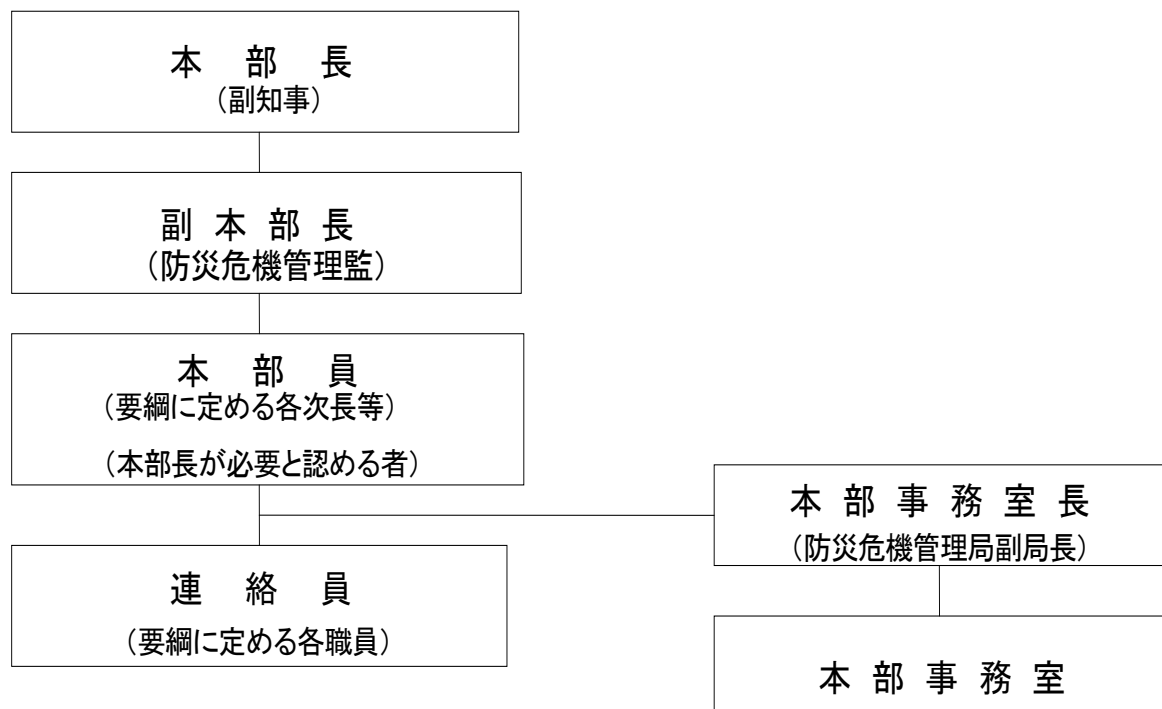 本部長
（副知事）
副本部長
（防災危機管理監）
本部員
（要綱に定める各次長等）
（本部長が必要と認める者）
本部事務室長
（防災危機管理局副局長）
連絡員
（要綱に定める各職員）
本部事務室